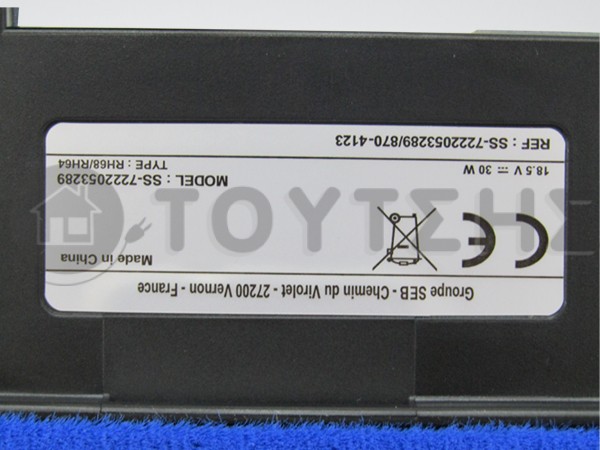 Groupe SEB - Chemin du Virolet - 27200 Vernon - France
CE
Made in China
18.5 V 30 W
MODEL : SS-7222053289
TYPE : RH68/RH64
REF : SS-7222053289/870-4123
ΤΟΥΤΣΗΣ